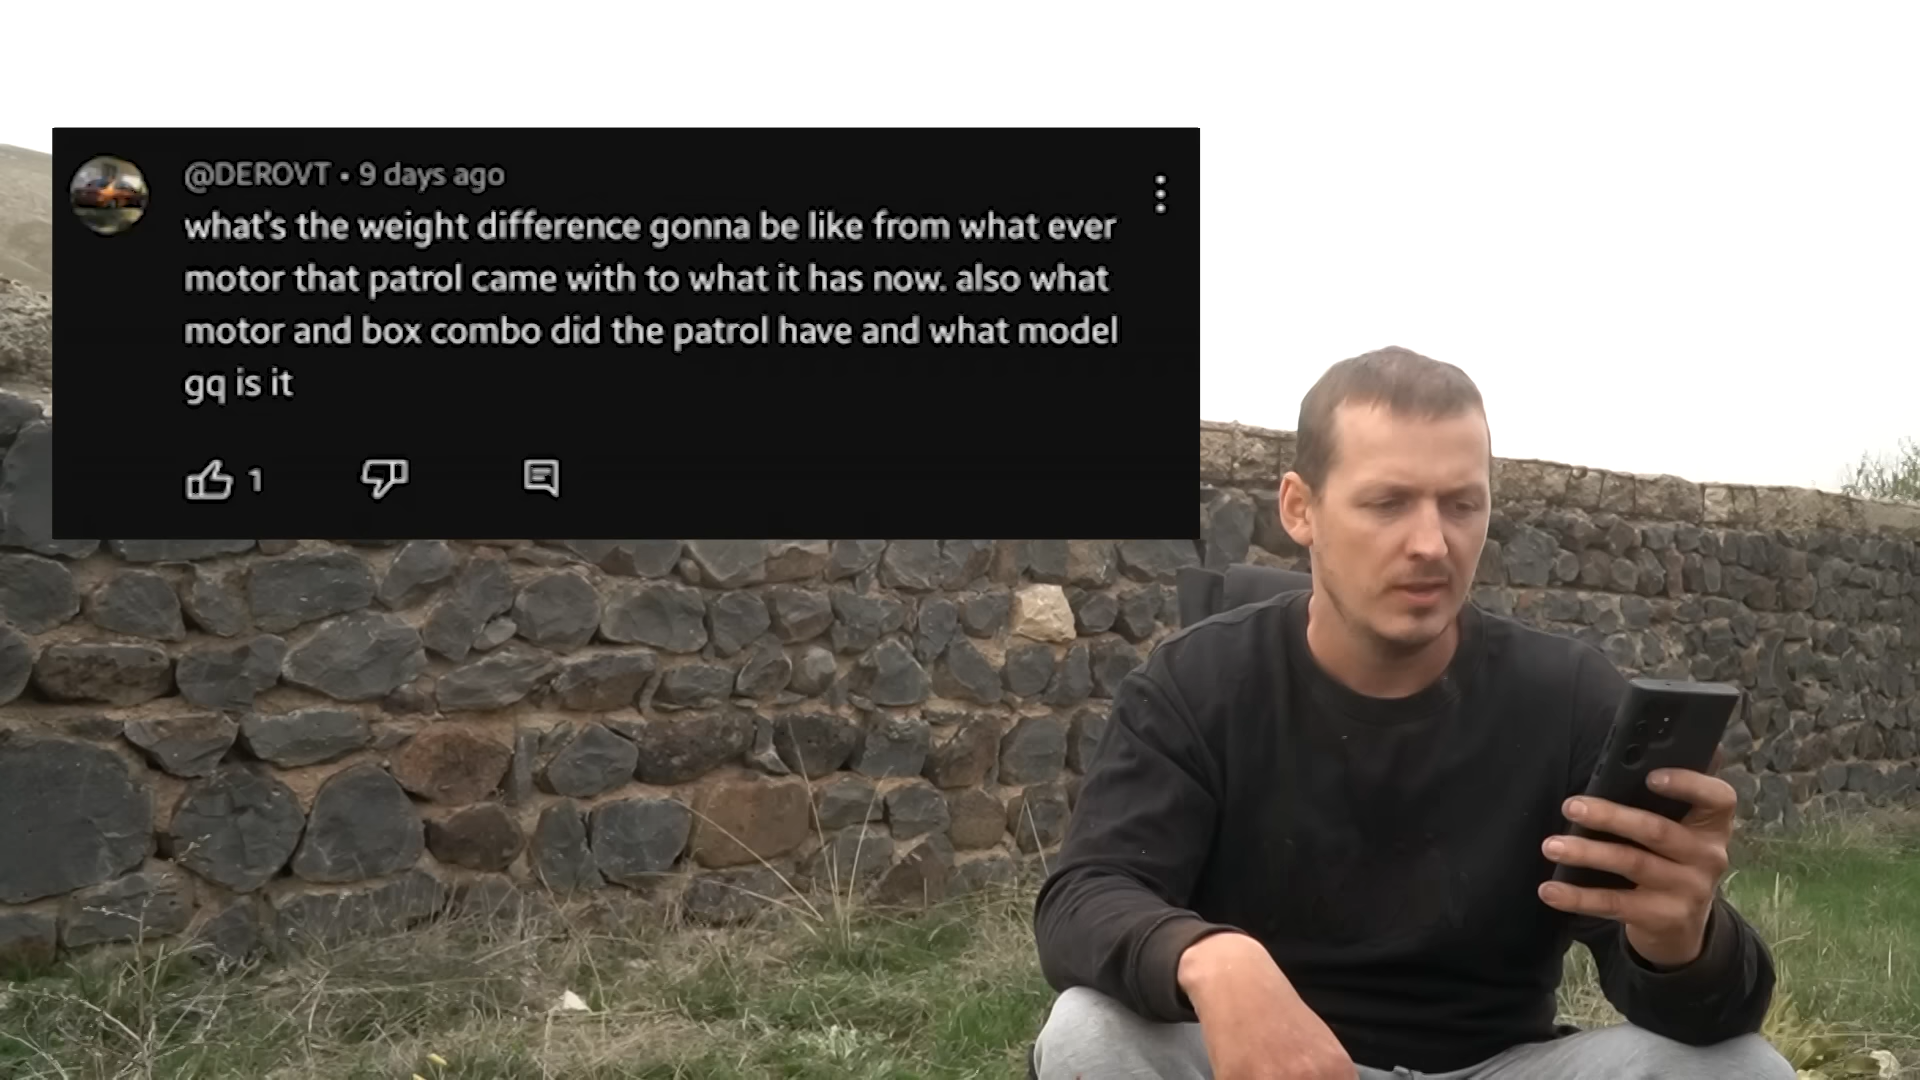 @DEROVT • 9 days ago
what's the weight difference gonna be like from what ever
motor that patrol came with to what it has now. also what
motor and box combo did the patrol have and what model
gq is it
1